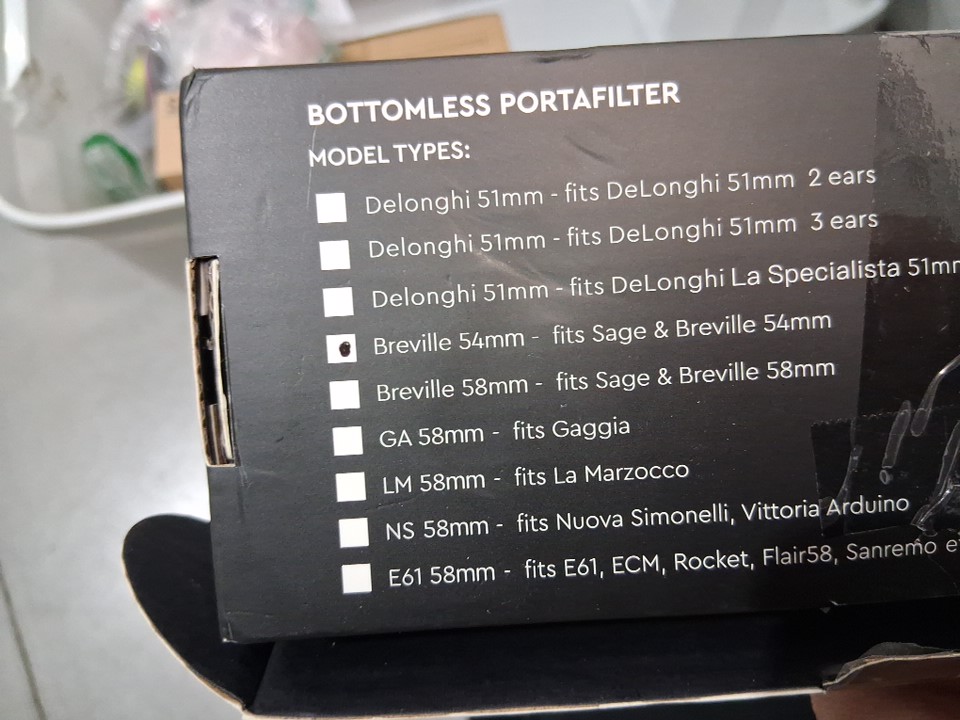 BOTTOMLESS PORTAFILTER
MODEL TYPES:
Delonghi 51mm - fits DeLonghi 51mm 2 ears
Delonghi 51mm - fits DeLonghi 51mm 3 ears
Delonghi 51mm - fits DeLonghi La Specialista 51mm
Breville 54mm - fits Sage & Breville 54mm
Breville 58mm - fits Sage & Breville 58mm
GA 58mm - fits Gaggia
LM 58mm - fits La Marzocco
NS 58mm - fits Nuova Simonelli, Vittoria Arduino
E61 58mm - fits E61, ECM, Rocket, Flair58, Sanremo